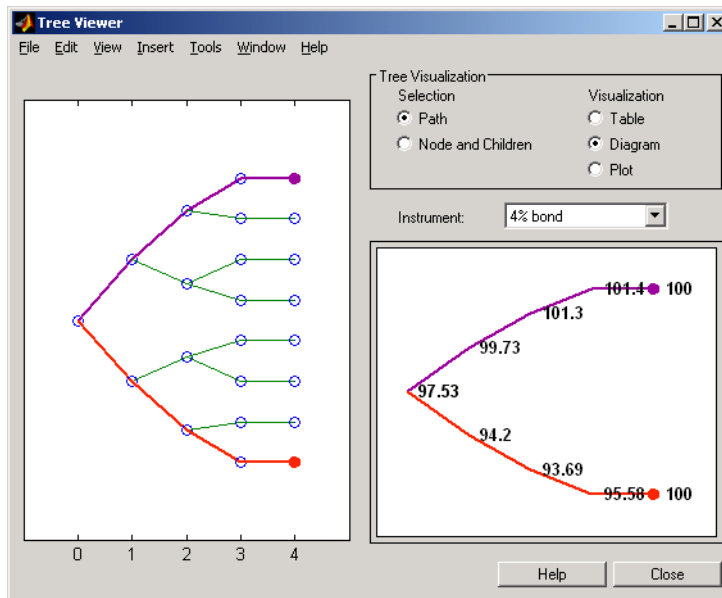 Tree Viewer
File Edit View Insert Tools Window Help
Tree Visualization
Selection
Visualization
Path
Table
Node and Children
Diagram
Plot
Instrument:
4% bond
101.4 100
101.3
99.73
97.53
94.2
93.69
95.58 100
0 1 2 3 4
Help
Close